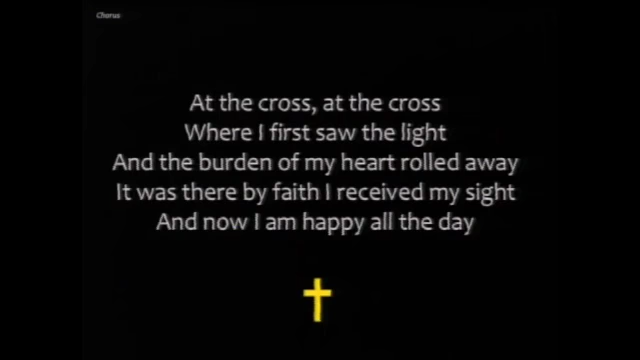 Chorus
At the cross, at the cross
Where I first saw the light
And the burden of my heart rolled away
It was there by faith I received my sight
And now I am happy all the day